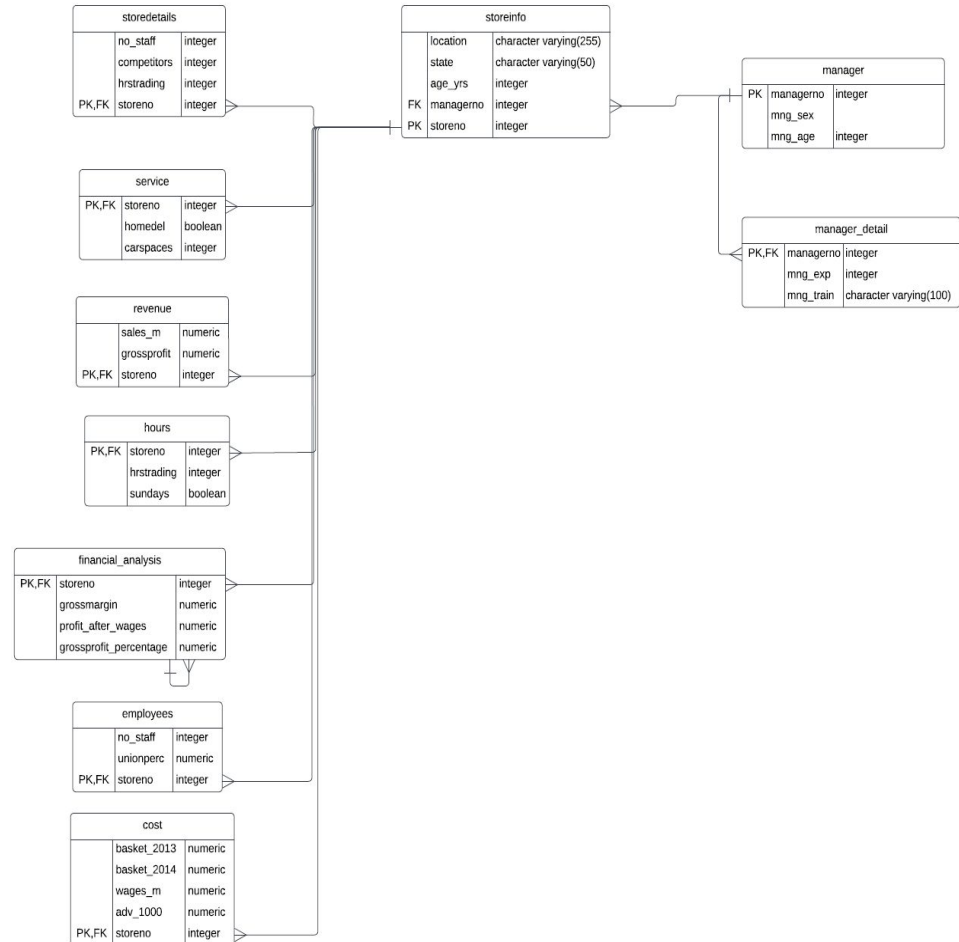 storedetails
no_staff integer
competitors integer
hrstrading integer
PK,FK storeno integer
service
PK,FK storeno integer
homedel boolean
carspaces integer
revenue
sales_m numeric
grossprofit numeric
PK,FK storeno integer
hours
PK,FK storeno integer
hrstrading integer
sundays boolean
financial_analysis
PK,FK storeno integer
grossmargin numeric
profit_after_wages numeric
grossprofit_percentage numeric
employees
no_staff integer
unionperc numeric
PK,FK storeno integer
cost
basket_2013 numeric
basket_2014 numeric
wages_m numeric
adv_1000 numeric
PK,FK storeno integer
storeinfo
location character varying(255)
state character varying(50)
age_yrs integer
FK managerno integer
PK storeno integer
manager
PK managerno integer
mng_sex
mng_age integer
manager_detail
PK,FK managerno integer
mng_exp integer
mng_train character varying(100)